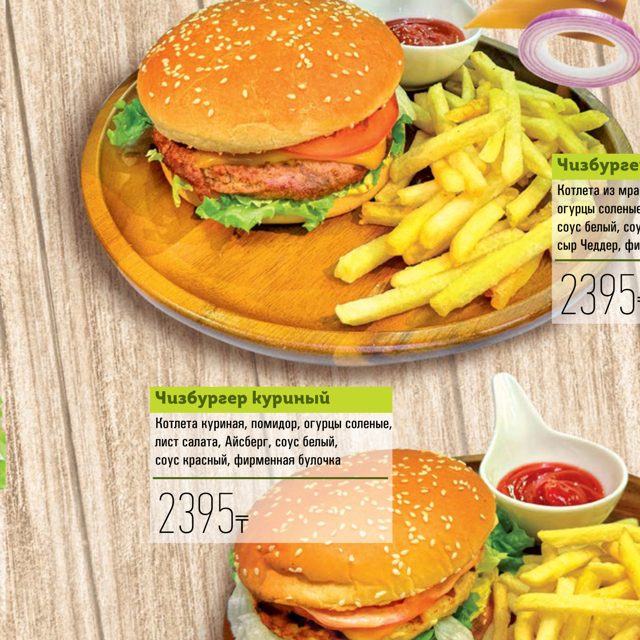 Чизбургер
Котлета из мра
огурцы соленые
соус белый, соу
сыр Чеддер, фи
2395
Чизбургер куриный
Котлета куриная, помидор, огурцы соленые,
лист салата, Айсберг, соус белый,
соус красный, фирменная булочка
2395₸